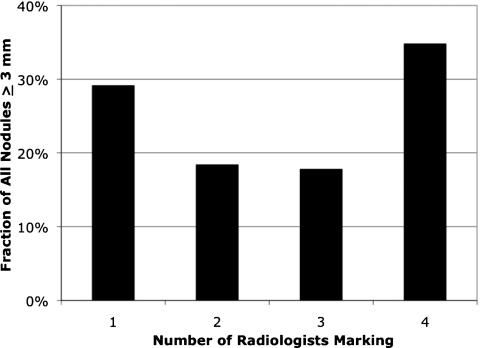 Fraction of All Nodules ≥ 3 mm
40%
30%
20%
10%
0%
1 2 3 4
Number of Radiologists Marking